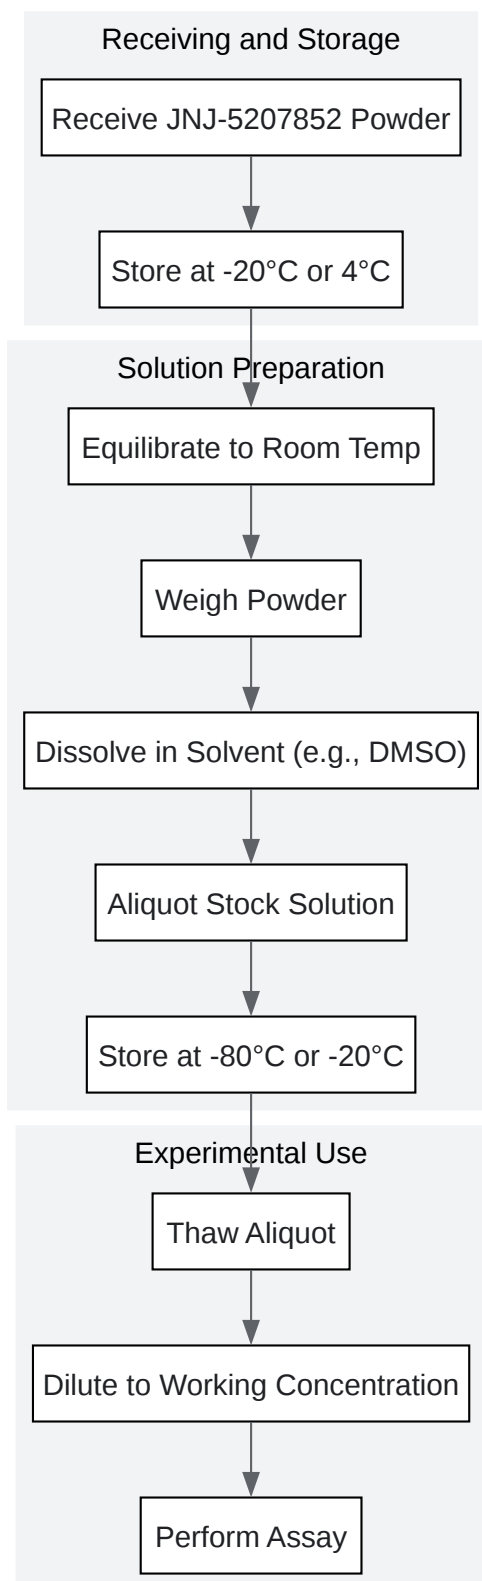 Receiving and Storage
Receive JNJ-5207852 Powder
Store at -20°C or 4°C
Solution Preparation
Equilibrate to Room Temp
Weigh Powder
Dissolve in Solvent (e.g., DMSO)
Aliquot Stock Solution
Store at -80°C or -20°C
Experimental Use
Thaw Aliquot
Dilute to Working Concentration
Perform Assay